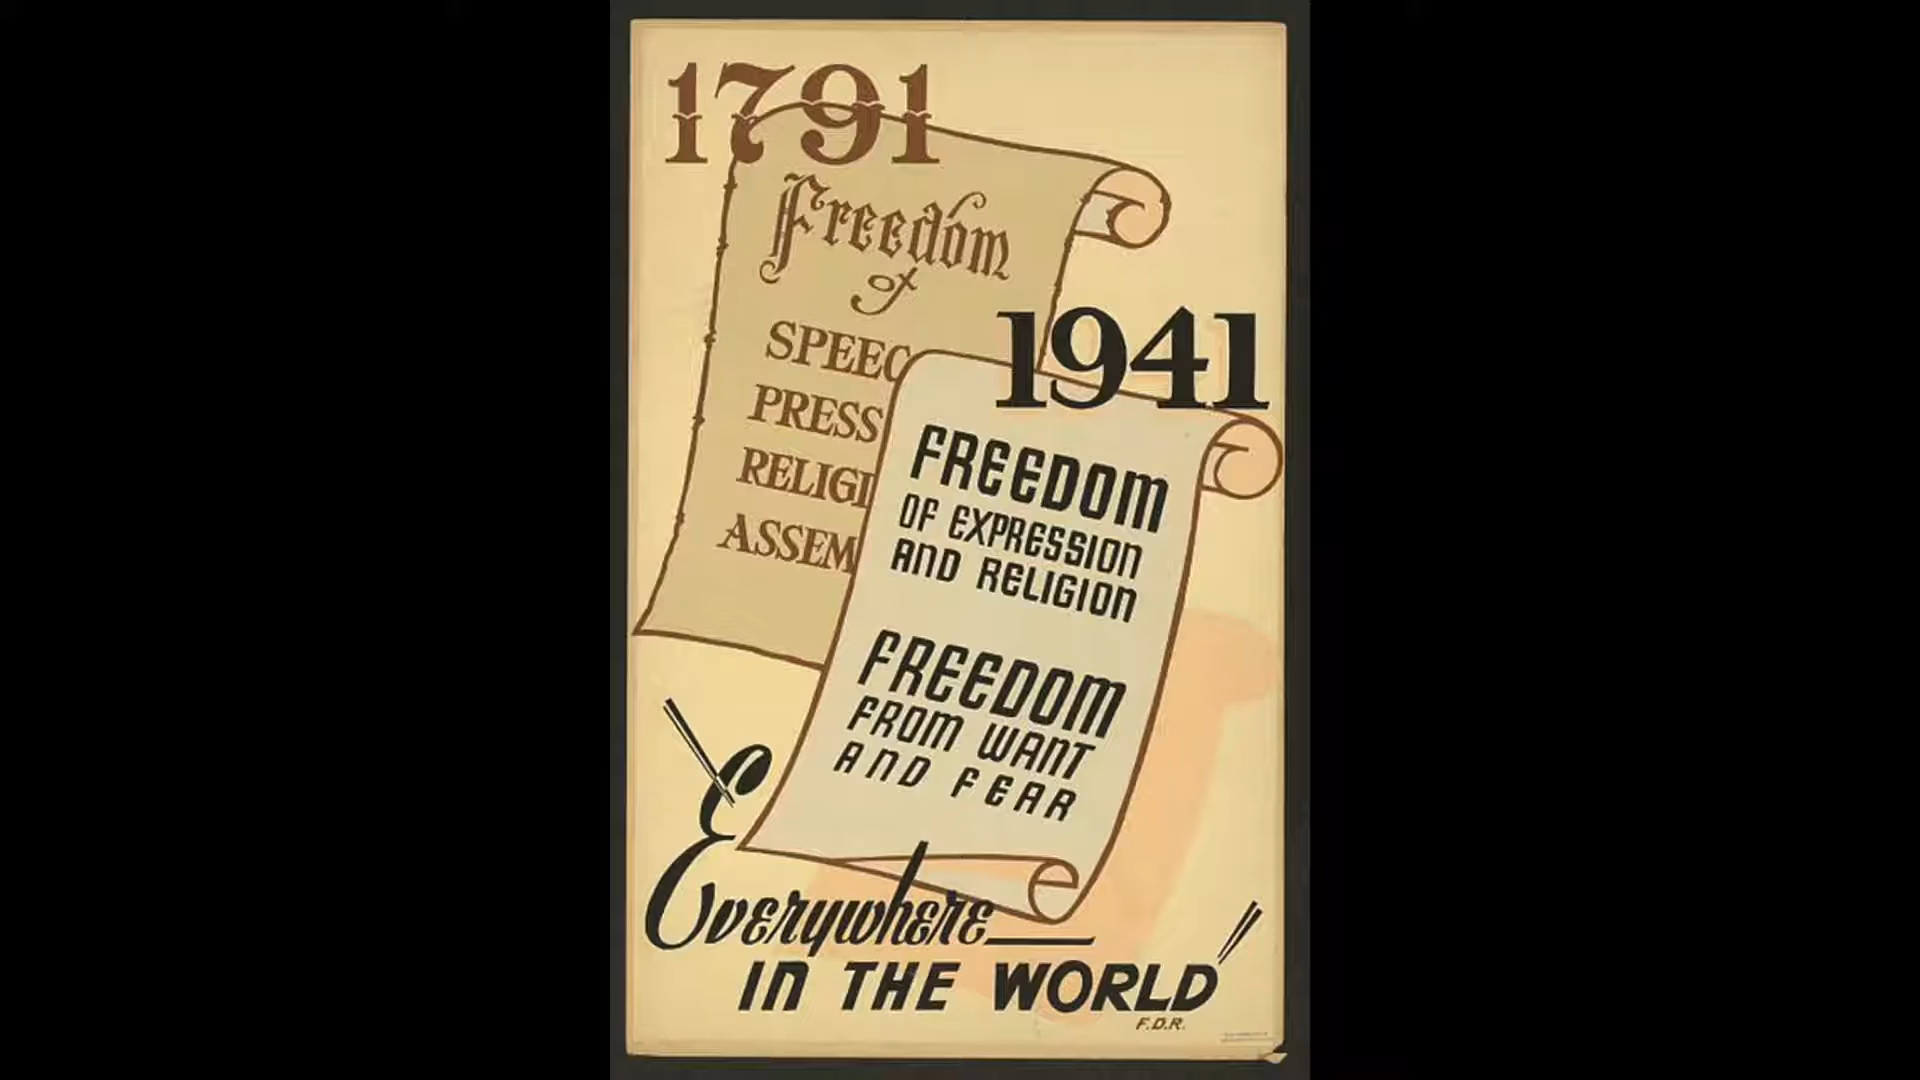 1791
Freedom
of
SPEEC
PRESS
RELIGI
ASSEM
1941
FREEDOM
OF EXPRESSION
AND RELIGION
FREEDOM
FROM WANT
AND FEAR
"Everywhere
IN THE WORLD"
F.D.R.